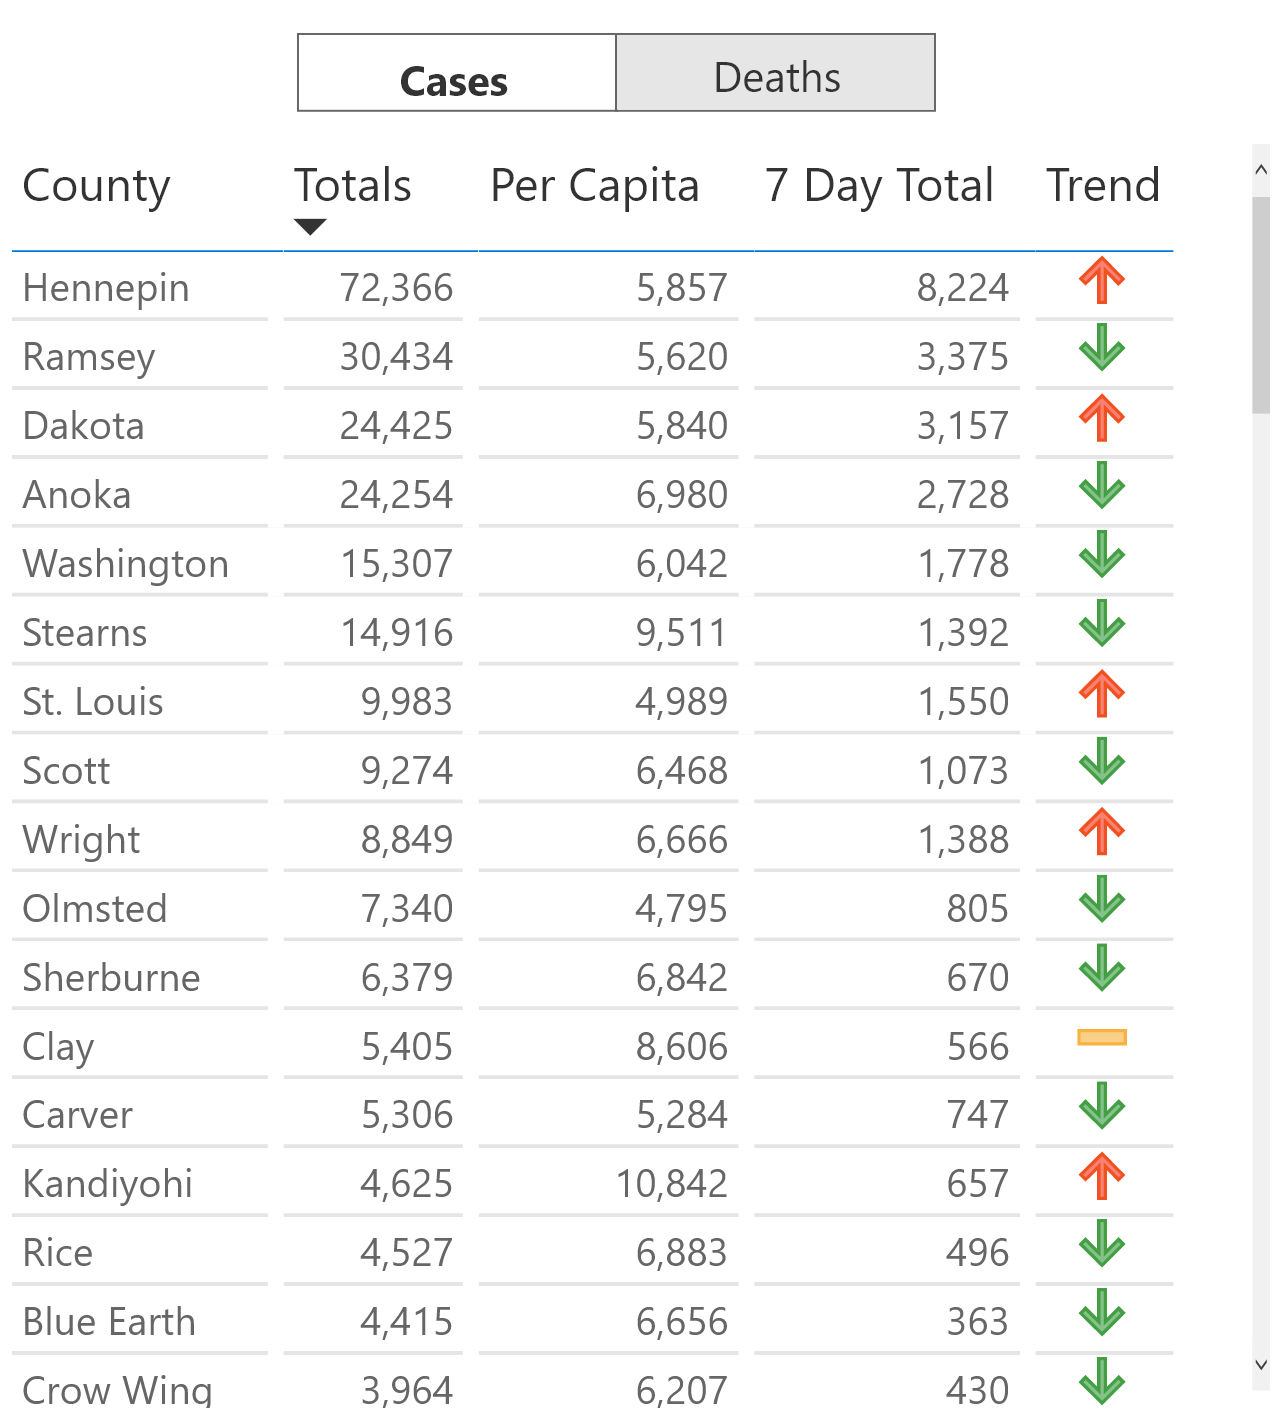 Cases Deaths
County Totals Per Capita 7 Day Total Trend
Hennepin 72,366 5,857 8,224
Ramsey 30,434 5,620 3,375
Dakota 24,425 5,840 3,157
Anoka 24,254 6,980 2,728
Washington 15,307 6,042 1,778
Stearns 14,916 9,511 1,392
St. Louis 9,983 4,989 1,550
Scott 9,274 6,468 1,073
Wright 8,849 6,666 1,388
Olmsted 7,340 4,795 805
Sherburne 6,379 6,842 670
Clay 5,405 8,606 566
Carver 5,306 5,284 747
Kandiyohi 4,625 10,842 657
Rice 4,527 6,883 496
Blue Earth 4,415 6,656 363
Crow Wing 3,964 6,207 430